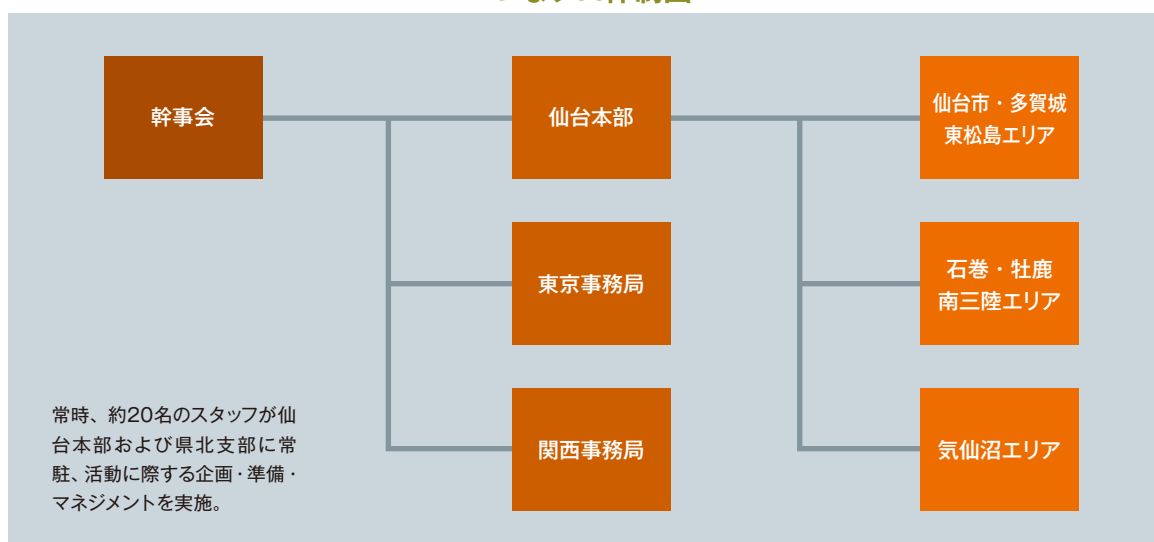 幹事会
仙台本部
東京事務局
関西事務局
仙台市・多賀城
東松島エリア
石巻・牡鹿
南三陸エリア
気仙沼エリア
常時、約20名のスタッフが仙
台本部および県北支部に常
駐、活動に際する企画・準備・
マネジメントを実施。